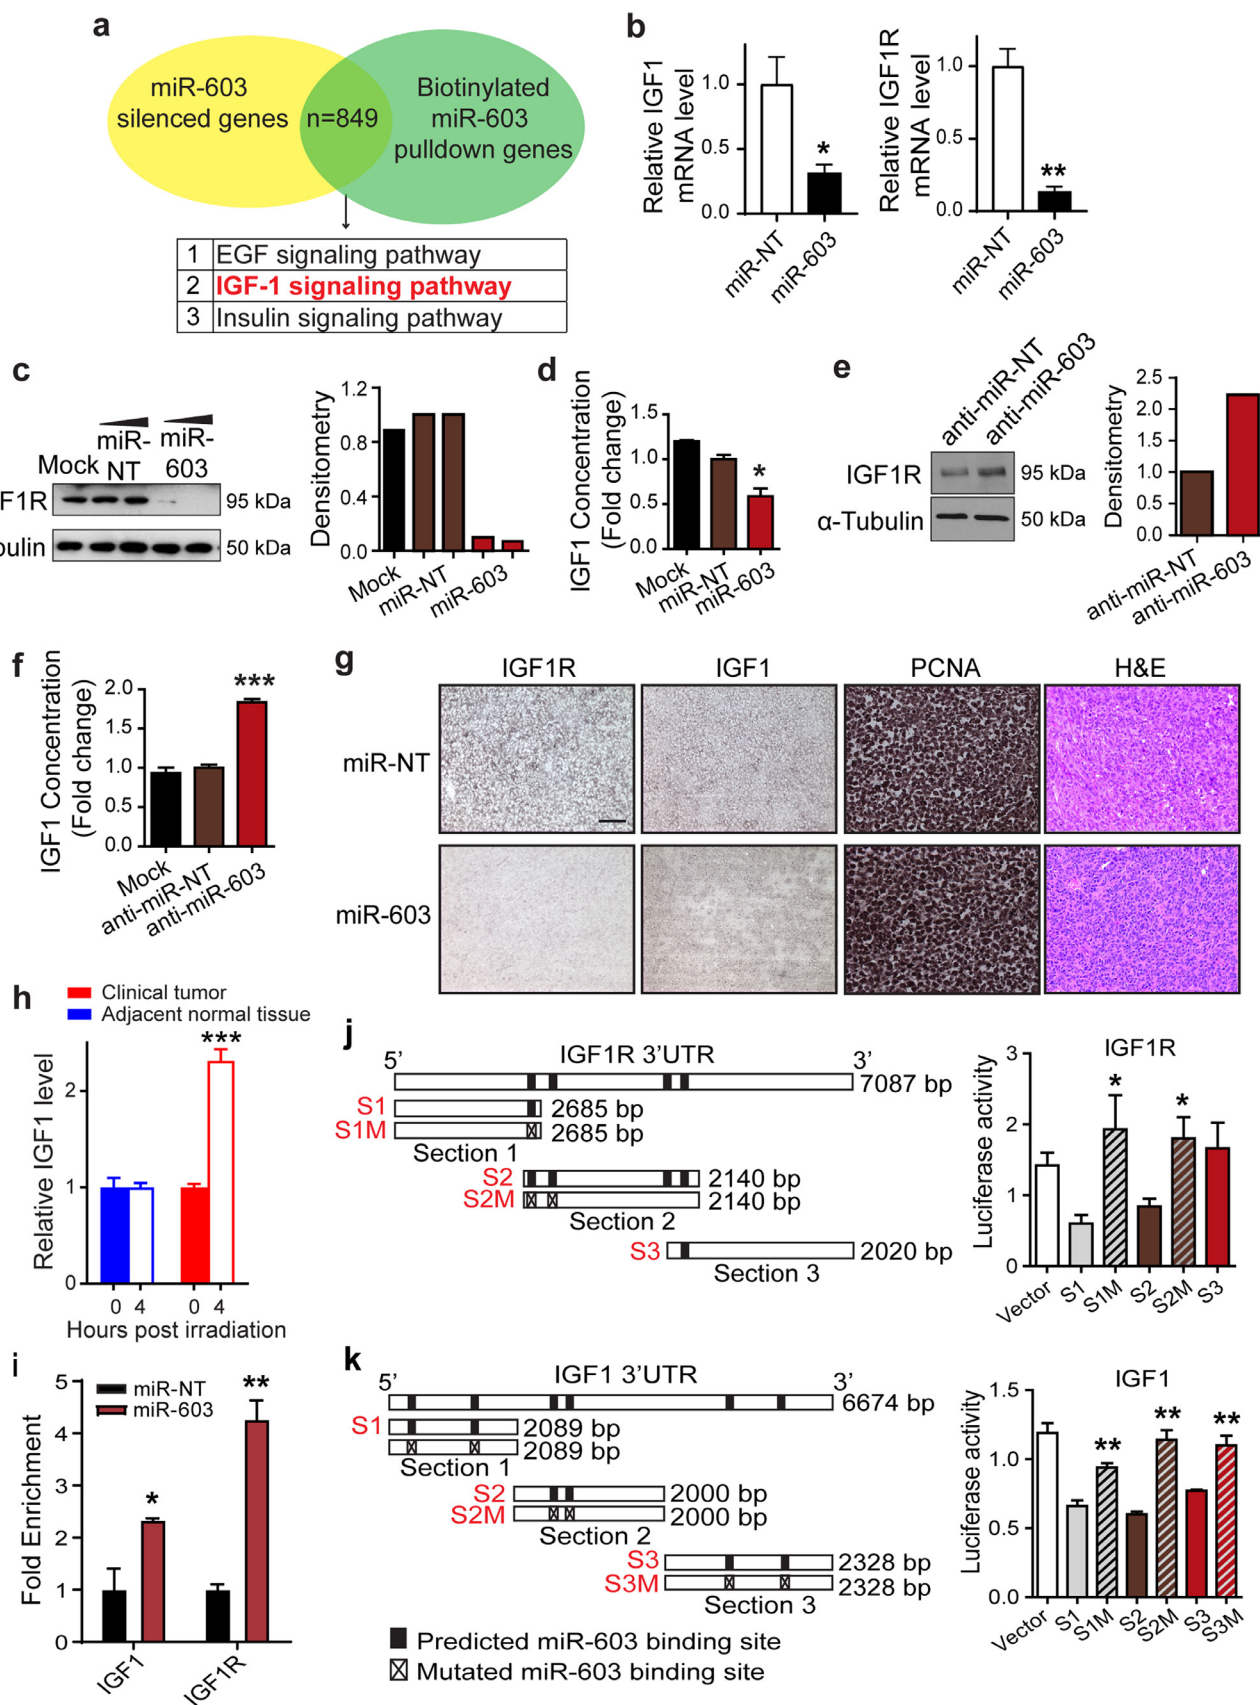 a
miR-603
silenced genes
n=849
Biotinylated
miR-603
pulldown genes
1 EGF signaling pathway
2 IGF-1 signaling pathway
3 Insulin signaling pathway
b
Relative IGF1
mRNA level
1.0
0.5
0.0
*
miR-NT
miR-603
Relative IGF1R
mRNA level
1.0
0.5
0.0
**
miR-NT
miR-603
c
Mock
miR-
NT
miR-
603
GF1R
95 kDa
bulin
50 kDa
Densitometry
1.2
0.8
0.4
0.0
Mock
miR-NT
miR-603
d
IGF1 Concentration
(Fold change)
1.5
1.0
0.5
0.0
*
Mock
miR-NT
miR-603
e
anti-miR-NT
anti-miR-603
IGF1R
95 kDa
α-Tubulin
50 kDa
Densitometry
2.5
2.0
1.5
1.0
0.5
0.0
anti-miR-NT
anti-miR-603
f
IGF1 Concentration
(Fold change)
2.0
1.5
1.0
0.5
0.0
***
Mock
anti-miR-NT
anti-miR-603
g
IGF1R
IGF1
PCNA
H&E
miR-NT
miR-603
h
Clinical tumor
Adjacent normal tissue
Relative IGF1 level
2
1
0
***
0 4 0 4
Hours post irradiation
i
Fold Enrichment
5
4
3
2
1
0
miR-NT
miR-603
*
**
IGF1
IGF1R
j
5’
IGF1R 3’UTR
3’
7087 bp
S1
2685 bp
S1M
2685 bp
Section 1
S2
2140 bp
S2M
2140 bp
Section 2
S3
2020 bp
Section 3
IGF1R
Luciferase activity
3
2
1
0
*
*
Vector
S1
S1M
S2
S2M
S3
k
5’
IGF1 3’UTR
3’
6674 bp
S1
2089 bp
2089 bp
Section 1
S2
2000 bp
S2M
2000 bp
Section 2
S3
2328 bp
S3M
2328 bp
Section 3
Predicted miR-603 binding site
Mutated miR-603 binding site
IGF1
Luciferase activity
1.5
1.0
0.5
0.0
**
**
**
Vector
S1
S1M
S2
S2M
S3
S3M